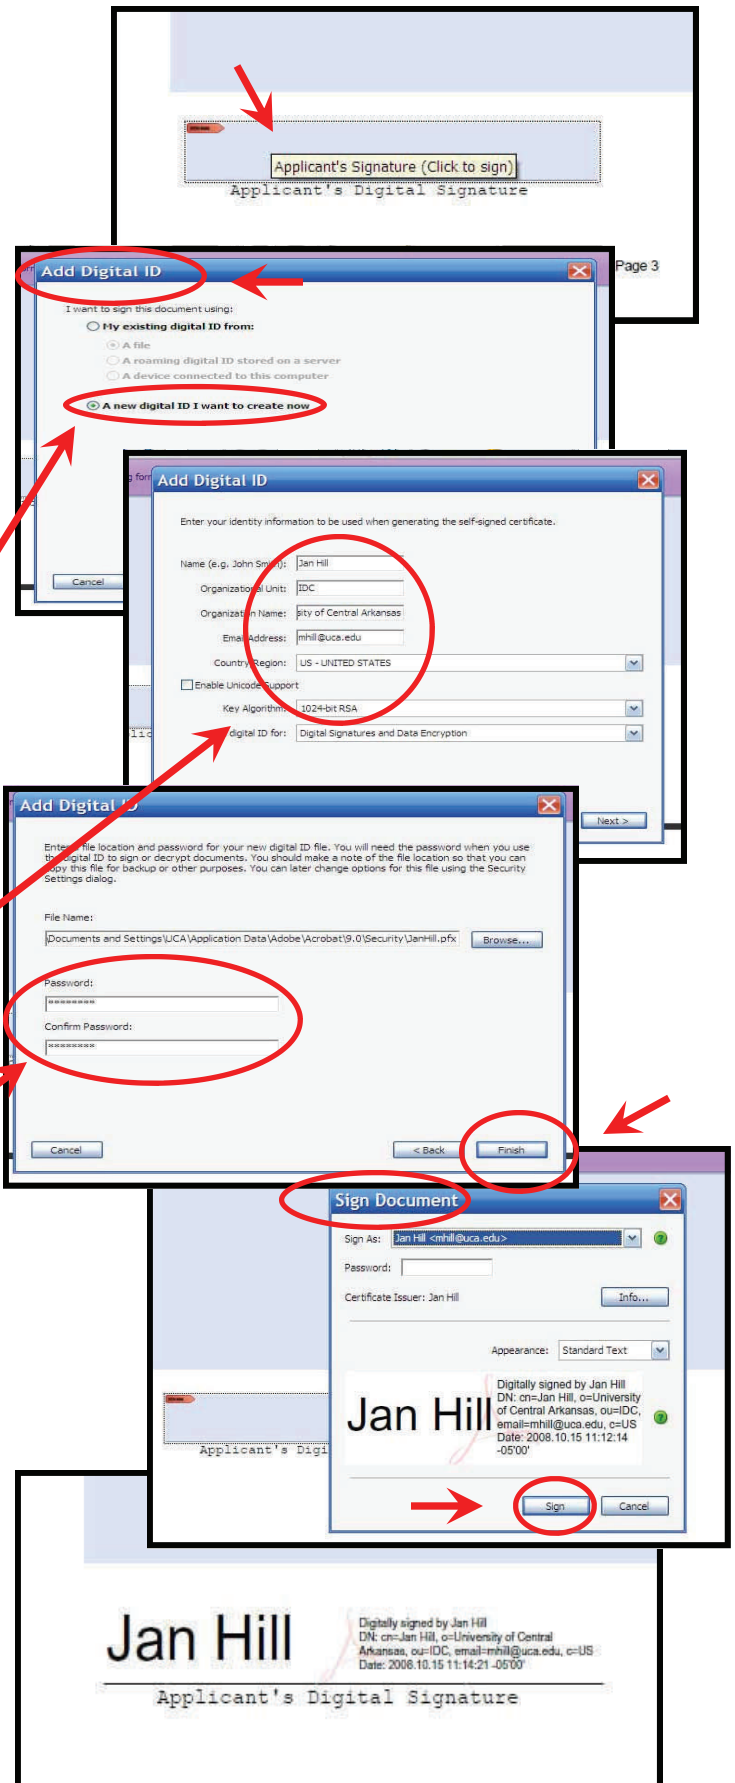 Applicant's Signature (Click to sign)
Applicant's Digital Signature
Page 3
Add Digital ID
I want to sign this document using:
My existing digital ID from:
A file
A roaming digital ID stored on a server
A device connected to this computer
A new digital ID I want to create now
Cancel
Add Digital ID
Enter your identity information to be used when generating the self-signed certificate.
Name (e.g. John Smith): Jan Hill
Organizational Unit: IDC
Organization Name: sity of Central Arkansas
Email Address: mhill@uca.edu
Country/Region: US - UNITED STATES
Enable Unicode Support
Key Algorithm: 1024-bit RSA
digital ID for: Digital Signatures and Data Encryption
Next >
Add Digital ID
Enter a file location and password for your new digital ID file. You will need the password when you use
the digital ID to sign or decrypt documents. You should make a note of the file location so that you can
copy this file for backup or other purposes. You can later change options for this file using the Security
Settings dialog.
File Name:
\Documents and Settings\UCA\Application Data\Adobe\Acrobat\9.0\Security\JanHill.pfx Browse...
Password:
********
Confirm Password:
********
Cancel < Back Finish
Sign Document
Sign As: Jan Hill <mhill@uca.edu>
Password:
Certificate Issuer: Jan Hill Info...
Appearance: Standard Text
Jan Hill
Digitally signed by Jan Hill
DN: cn=Jan Hill, o=University
of Central Arkansas, ou=IDC,
email=mhill@uca.edu, c=US
Date: 2008.10.15 11:12:14
-05'00'
Applicant's Digi
Sign Cancel
Jan Hill
Digitally signed by Jan Hill
DN: cn=Jan Hill, o=University of Central
Arkansas, ou=IDC, email=mhill@uca.edu, c=US
Date: 2008.10.15 11:14:21 -05'00'
Applicant's Digital Signature